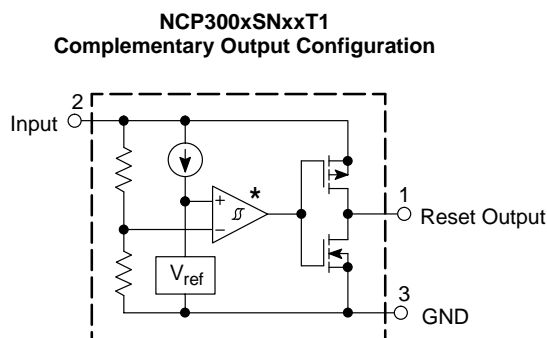 NCP300xSNxxT1
Complementary Output Configuration
2
Input
*
1
+
Reset Output
−
Vref
3
GND